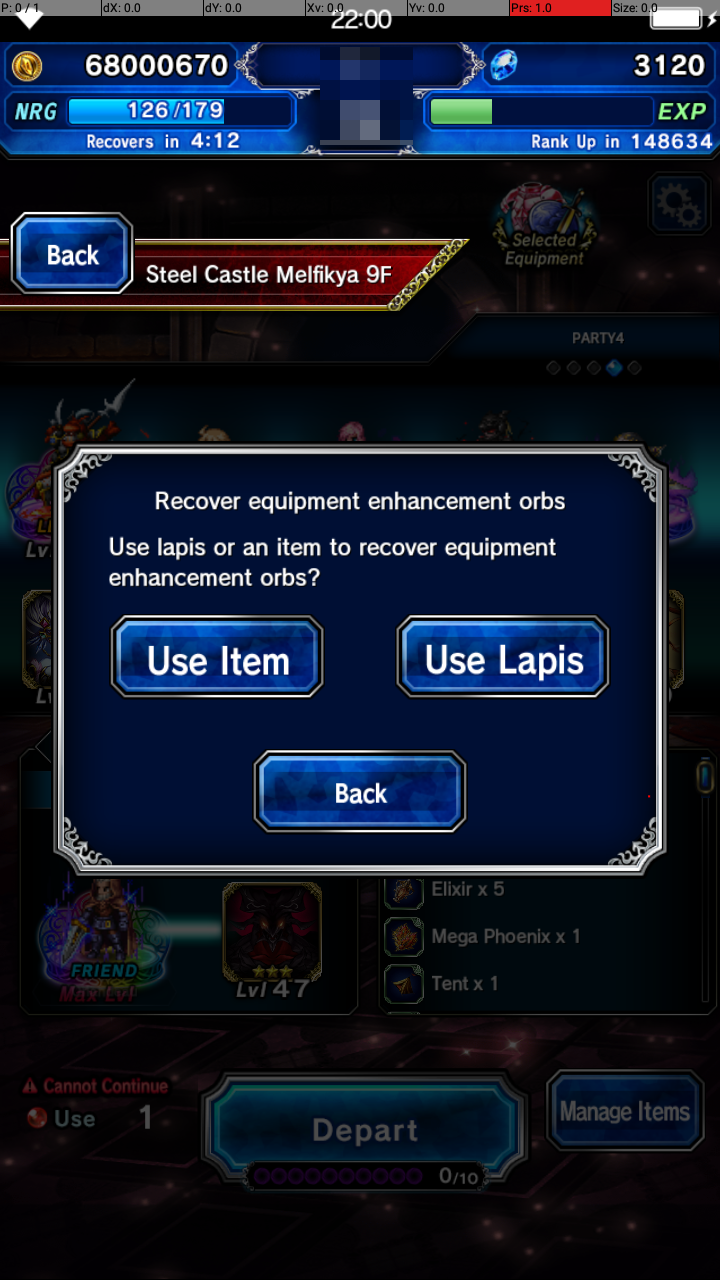 P: 0 / 1 dX: 0.0 dY: 0.0 Xv: 0.0 Yv: 0.0 Prs: 1.0 Size: 0.0
22:00
68000670 3120
NRG 126/179 EXP
Recovers in 4:12 Rank Up in 148634
Back
Steel Castle Melfikya 9F
Selected
Equipment
PARTY4
Recover equipment enhancement orbs
Use lapis or an item to recover equipment
enhancement orbs?
Use Item Use Lapis
Back
Elixir x 5
Mega Phoenix x 1
Tent x 1
FRIEND
Max Lv!
Lv/ 47
Cannot Continue
Use 1
Depart
Manage Items
0/10